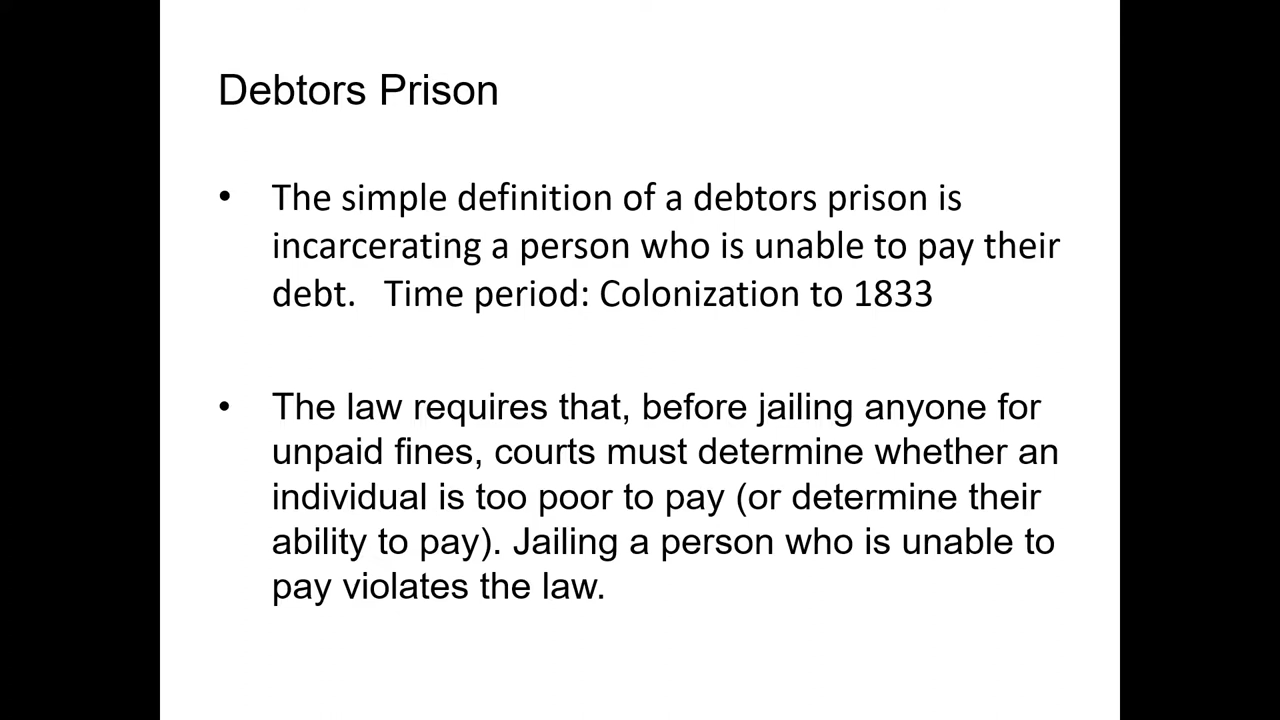 Debtors Prison
• The simple definition of a debtors prison is
incarcerating a person who is unable to pay their
debt.   Time period: Colonization to 1833
• The law requires that, before jailing anyone for
unpaid fines, courts must determine whether an
individual is too poor to pay (or determine their
ability to pay). Jailing a person who is unable to
pay violates the law.